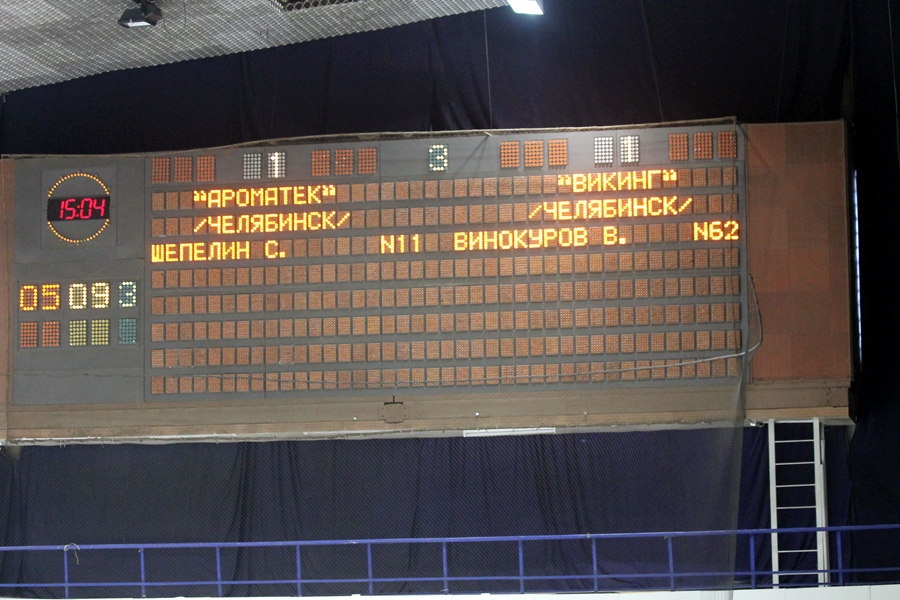 1 3 1
"АРОМАТЕК" "ВИКИНГ"
15:04
/ЧЕЛЯБИНСК/ /ЧЕЛЯБИНСК/
ШЕПЕЛИН С. N11 ВИНОКУРОВ В. N62
05 09 3